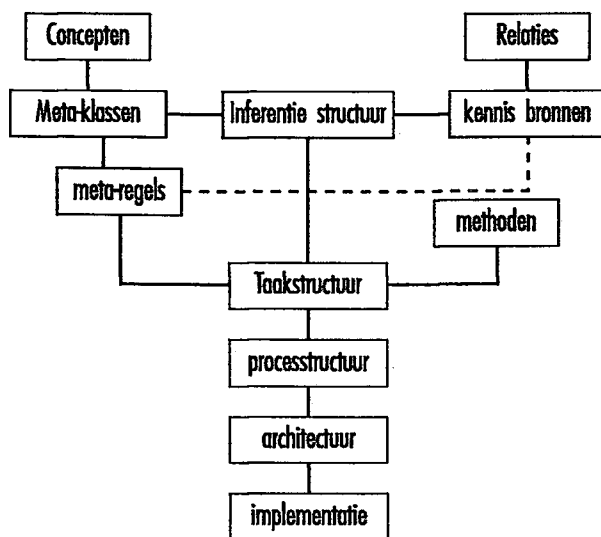 Concepten
Relaties
Meta-klassen
Inferentie structuur
kennis bronnen
meta-regels
methoden
Taakstructuur
processtructuur
architectuur
implementatie